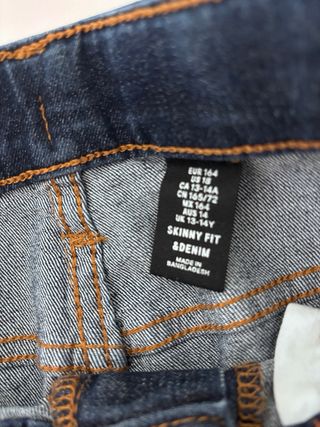 EUR 164
US 18
CA 13-14A
CN 165/72
MX 164
RUS 14
UK 13-14Y
SKINNY FIT
&DENIM
MADE IN
BANGLADESH